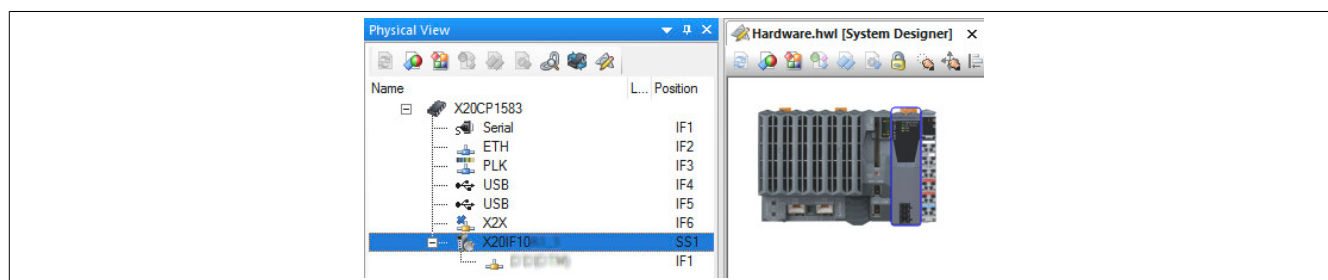 Physical View
Name L... Position
X20CP1583
Serial IF1
ETH IF2
PLK IF3
USB IF4
USB IF5
X2X IF6
X20IF10 SS1
IF1
Hardware.hwl [System Designer]